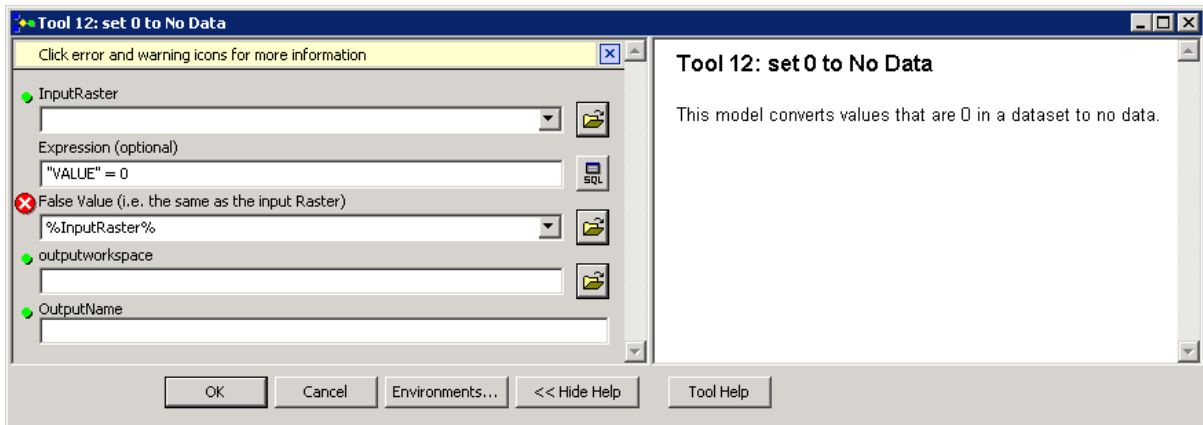 Tool 12: set 0 to No Data
Click error and warning icons for more information
InputRaster
Expression (optional)
"VALUE" = 0
SQL
False Value (i.e. the same as the input Raster)
%InputRaster%
outputworkspace
OutputName
Tool 12: set 0 to No Data
This model converts values that are 0 in a dataset to no data.
OK
Cancel
Environments...
<< Hide Help
Tool Help